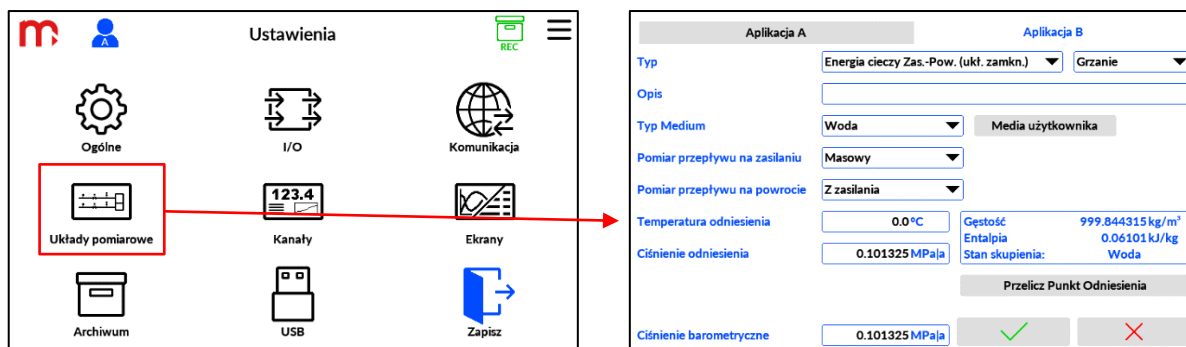 m
A
Ustawienia
REC
Ogólne
I/O
Komunikacja
Układy pomiarowe
123.4
Kanały
Ekrany
Archiwum
USB
Zapisz
Aplikacja A
Aplikacja B
Typ
Energia cieczy Zas.-Pow. (ukł. zamkn.)
Grzanie
Opis
Typ Medium
Woda
Media użytkownika
Pomiar przepływu na zasilaniu
Masowy
Pomiar przepływu na powrocie
Z zasilania
Temperatura odniesienia
0.0 °C
Gęstość 999.844315 kg/m³
Entalpia 0.06101 kJ/kg
Ciśnienie odniesienia
0.101325 MPa|a
Stan skupienia: Woda
Przelicz Punkt Odniesienia
Ciśnienie barometryczne
0.101325 MPa|a